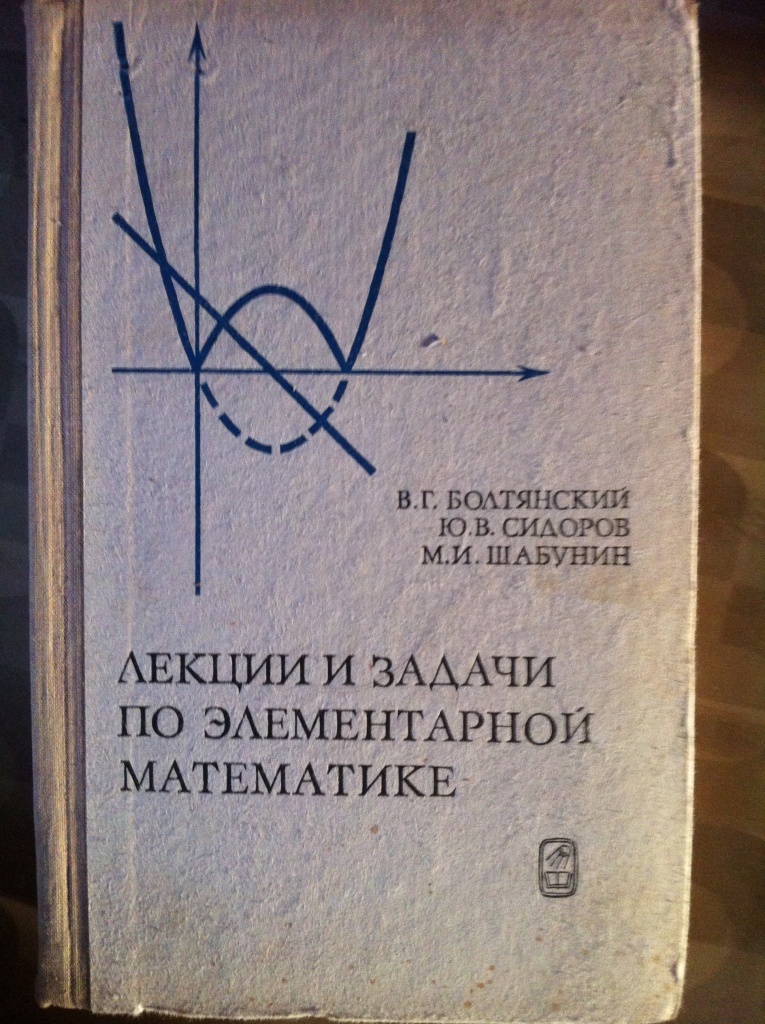 В.Г. БОЛТЯНСКИЙ
Ю.В. СИДОРОВ
М.И. ШАБУНИН
ЛЕКЦИИ И ЗАДАЧИ
ПО ЭЛЕМЕНТАРНОЙ
МАТЕМАТИКЕ